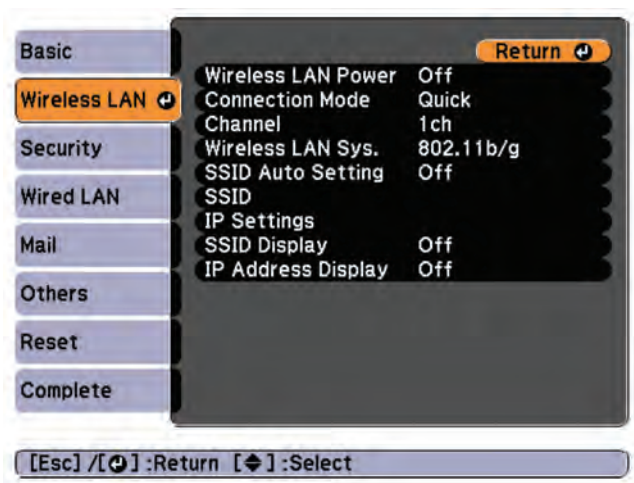 Basic
Wireless LAN
Security
Wired LAN
Mail
Others
Reset
Complete
Return
Wireless LAN Power Off
Connection Mode Quick
Channel 1ch
Wireless LAN Sys. 802.11b/g
SSID Auto Setting Off
SSID
IP Settings
SSID Display Off
IP Address Display Off
[Esc] /[⏎] :Return [◆] :Select